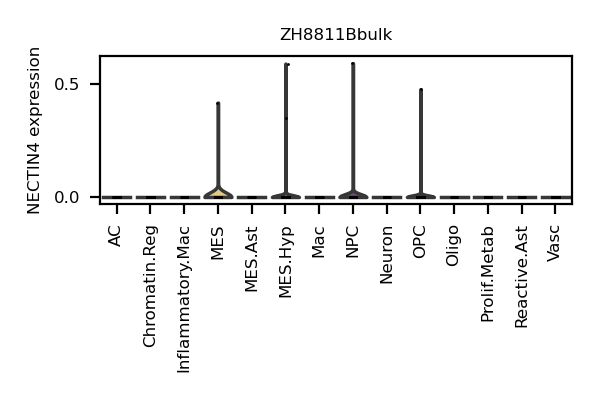 ZH8811Bbulk
NECTIN4 expression
0.5
0.0
AC
Chromatin.Reg
Inflammatory.Mac
MES
MES.Ast
MES.Hyp
Mac
NPC
Neuron
OPC
Oligo
Prolif.Metab
Reactive.Ast
Vasc